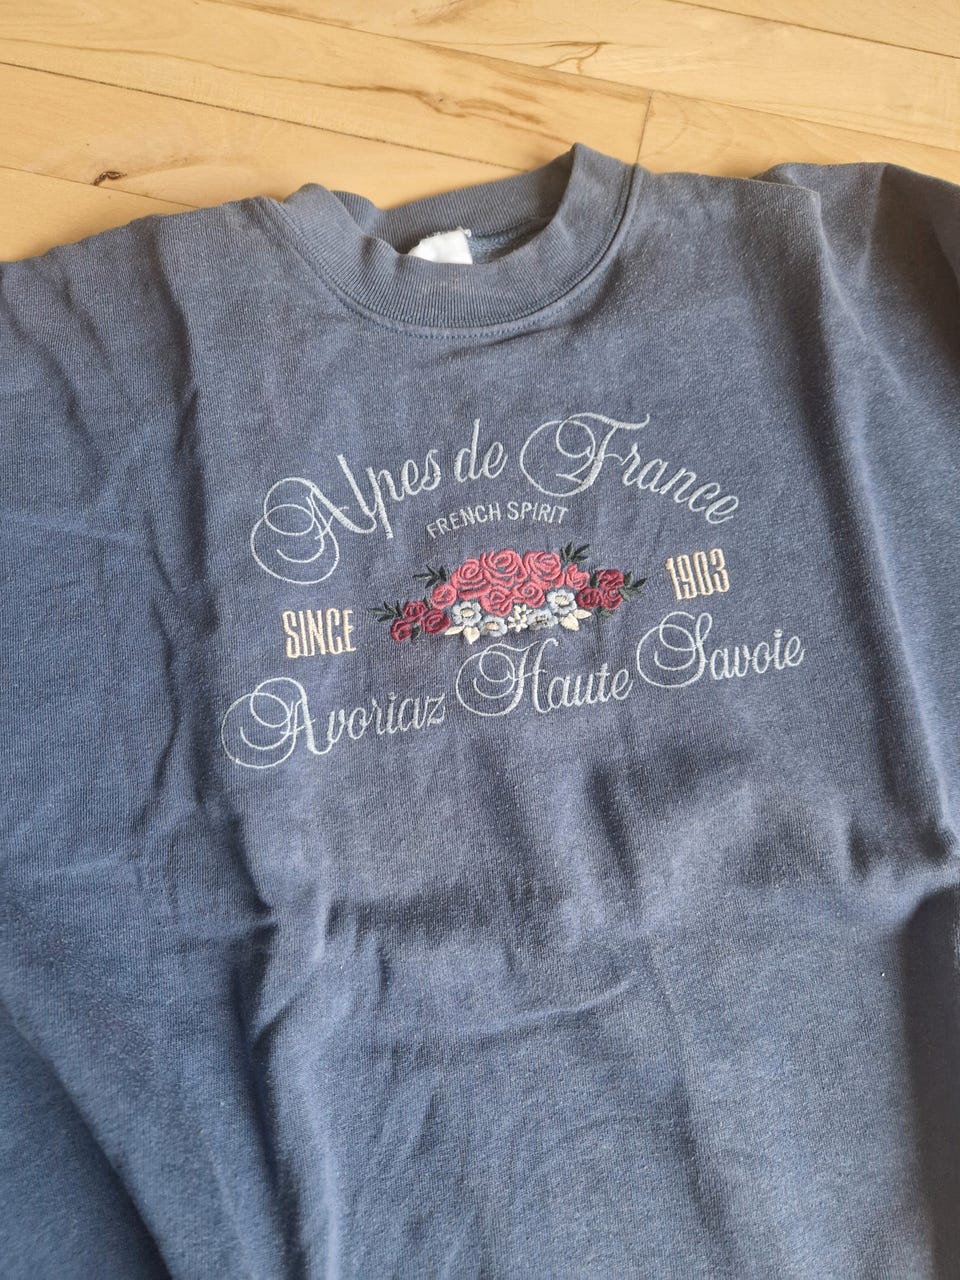 Alpes de France
FRENCH SPIRIT
SINCE 1903
Avoriaz Haute Savoie